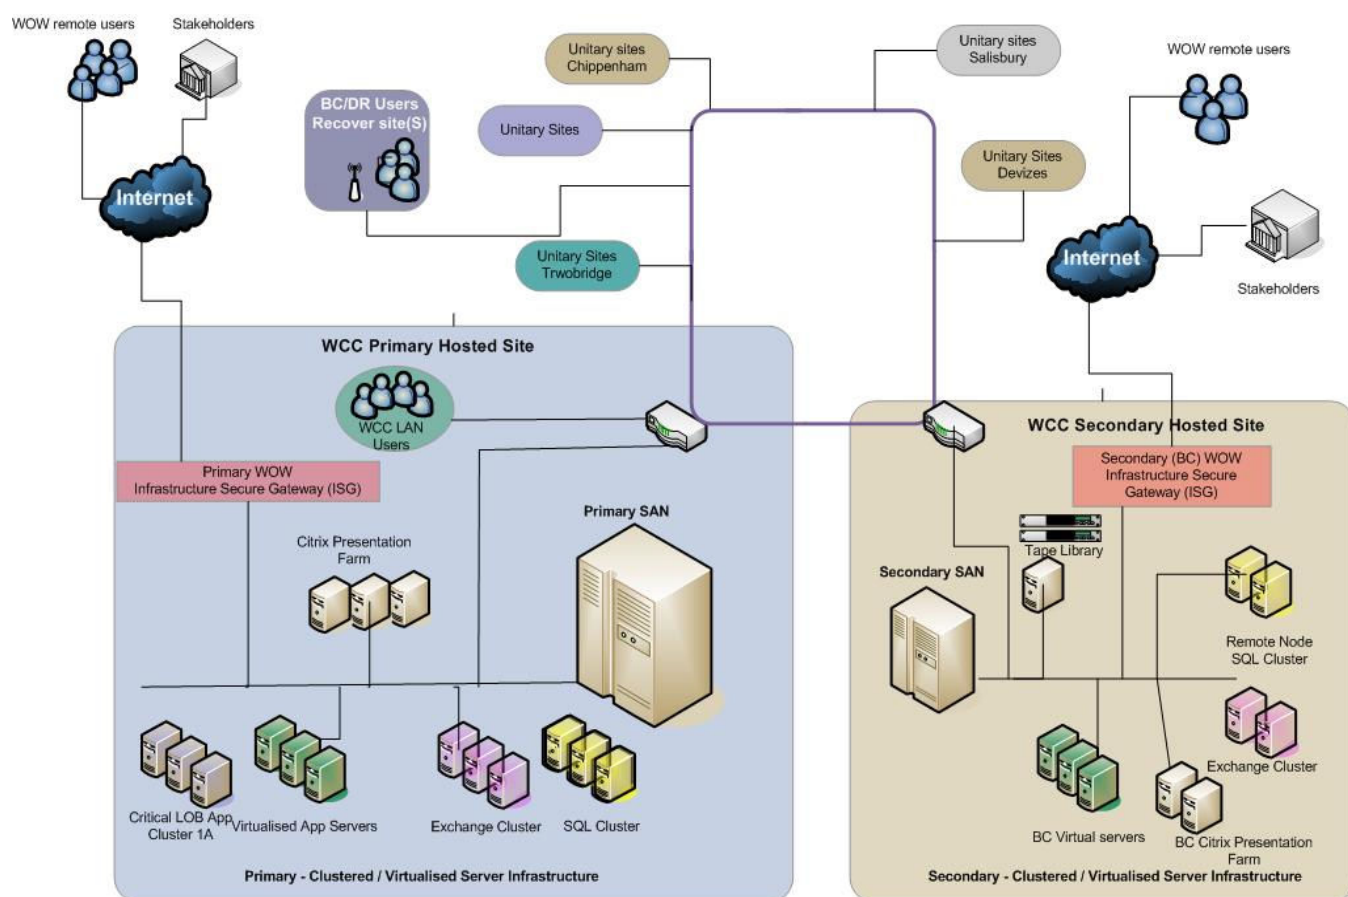 WOW remote users
Stakeholders
Internet
BC/DR Users
Recover site(S)
Unitary sites
Chippenham
Unitary Sites
Unitary Sites
Trwobridge
Unitary sites
Salisbury
Unitary Sites
Devizes
WOW remote users
Internet
Stakeholders
WCC Primary Hosted Site
WCC LAN
Users
Primary WOW
Infrastructure Secure Gateway (ISG)
Citrix Presentation
Farm
Primary SAN
Critical LOB App
Cluster 1A
Virtualised App Servers
Exchange Cluster
SQL Cluster
Primary - Clustered / Virtualised Server Infrastructure
WCC Secondary Hosted Site
Secondary (BC) WOW
Infrastructure Secure
Gateway (ISG)
Tape Library
Secondary SAN
Remote Node
SQL Cluster
Exchange Cluster
BC Virtual servers
BC Citrix Presentation
Farm
Secondary - Clustered / Virtualised Server Infrastructure